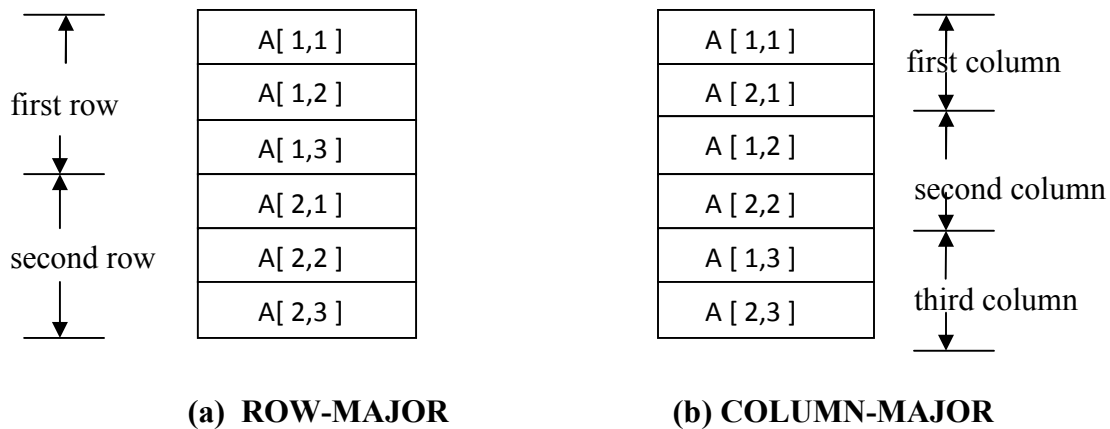 first row
second row
A[ 1,1 ]
A[ 1,2 ]
A[ 1,3 ]
A[ 2,1 ]
A[ 2,2 ]
A[ 2,3 ]
(a) ROW-MAJOR
A [ 1,1 ]
A [ 2,1 ]
A [ 1,2 ]
A [ 2,2 ]
A [ 1,3 ]
A [ 2,3 ]
first column
second column
third column
(b) COLUMN-MAJOR